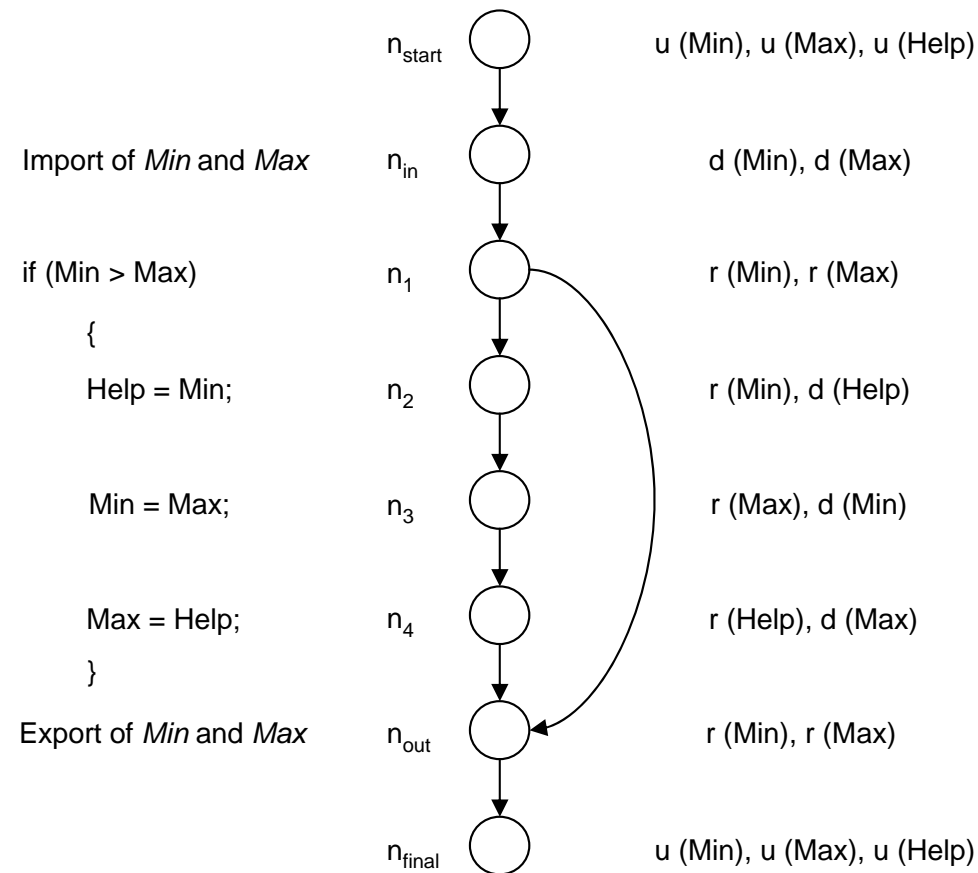 n_start u (Min), u (Max), u (Help)
Import of Min and Max n_in d (Min), d (Max)
if (Min > Max) n_1 r (Min), r (Max)
{
Help = Min; n_2 r (Min), d (Help)
Min = Max; n_3 r (Max), d (Min)
Max = Help; n_4 r (Help), d (Max)
}
Export of Min and Max n_out r (Min), r (Max)
n_final u (Min), u (Max), u (Help)